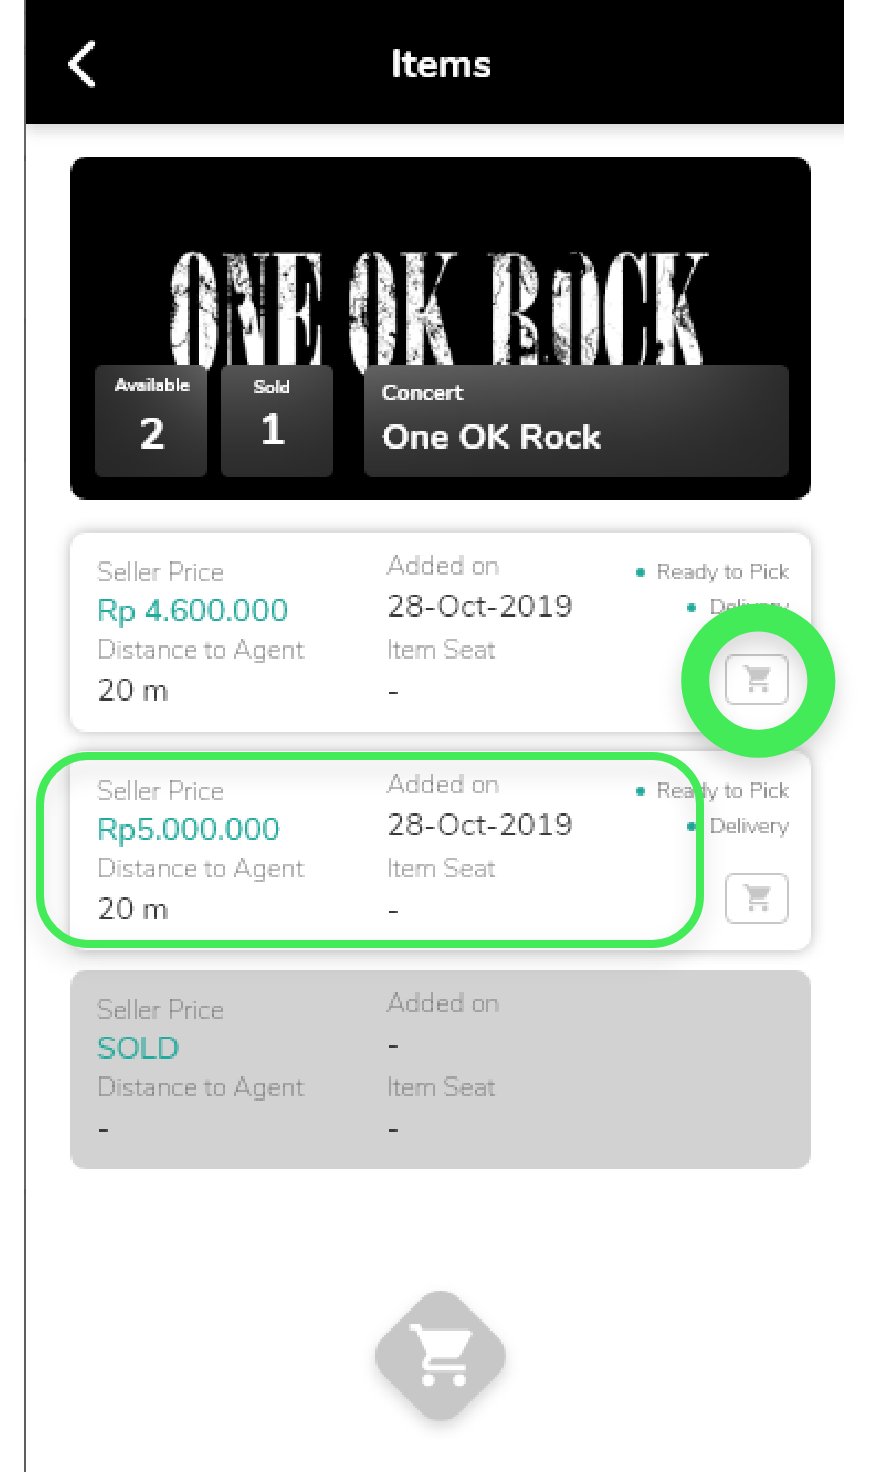 Items
ONE OK ROCK
Available
2
Sold
1
Concert
One OK Rock
Seller Price
Added on
Ready to Pick
Rp 4.600.000
28-Oct-2019
Delivery
Distance to Agent
Item Seat
20 m
-
Seller Price
Added on
Ready to Pick
Rp5.000.000
28-Oct-2019
Delivery
Distance to Agent
Item Seat
20 m
-
Seller Price
Added on
SOLD
-
Distance to Agent
Item Seat
-
-